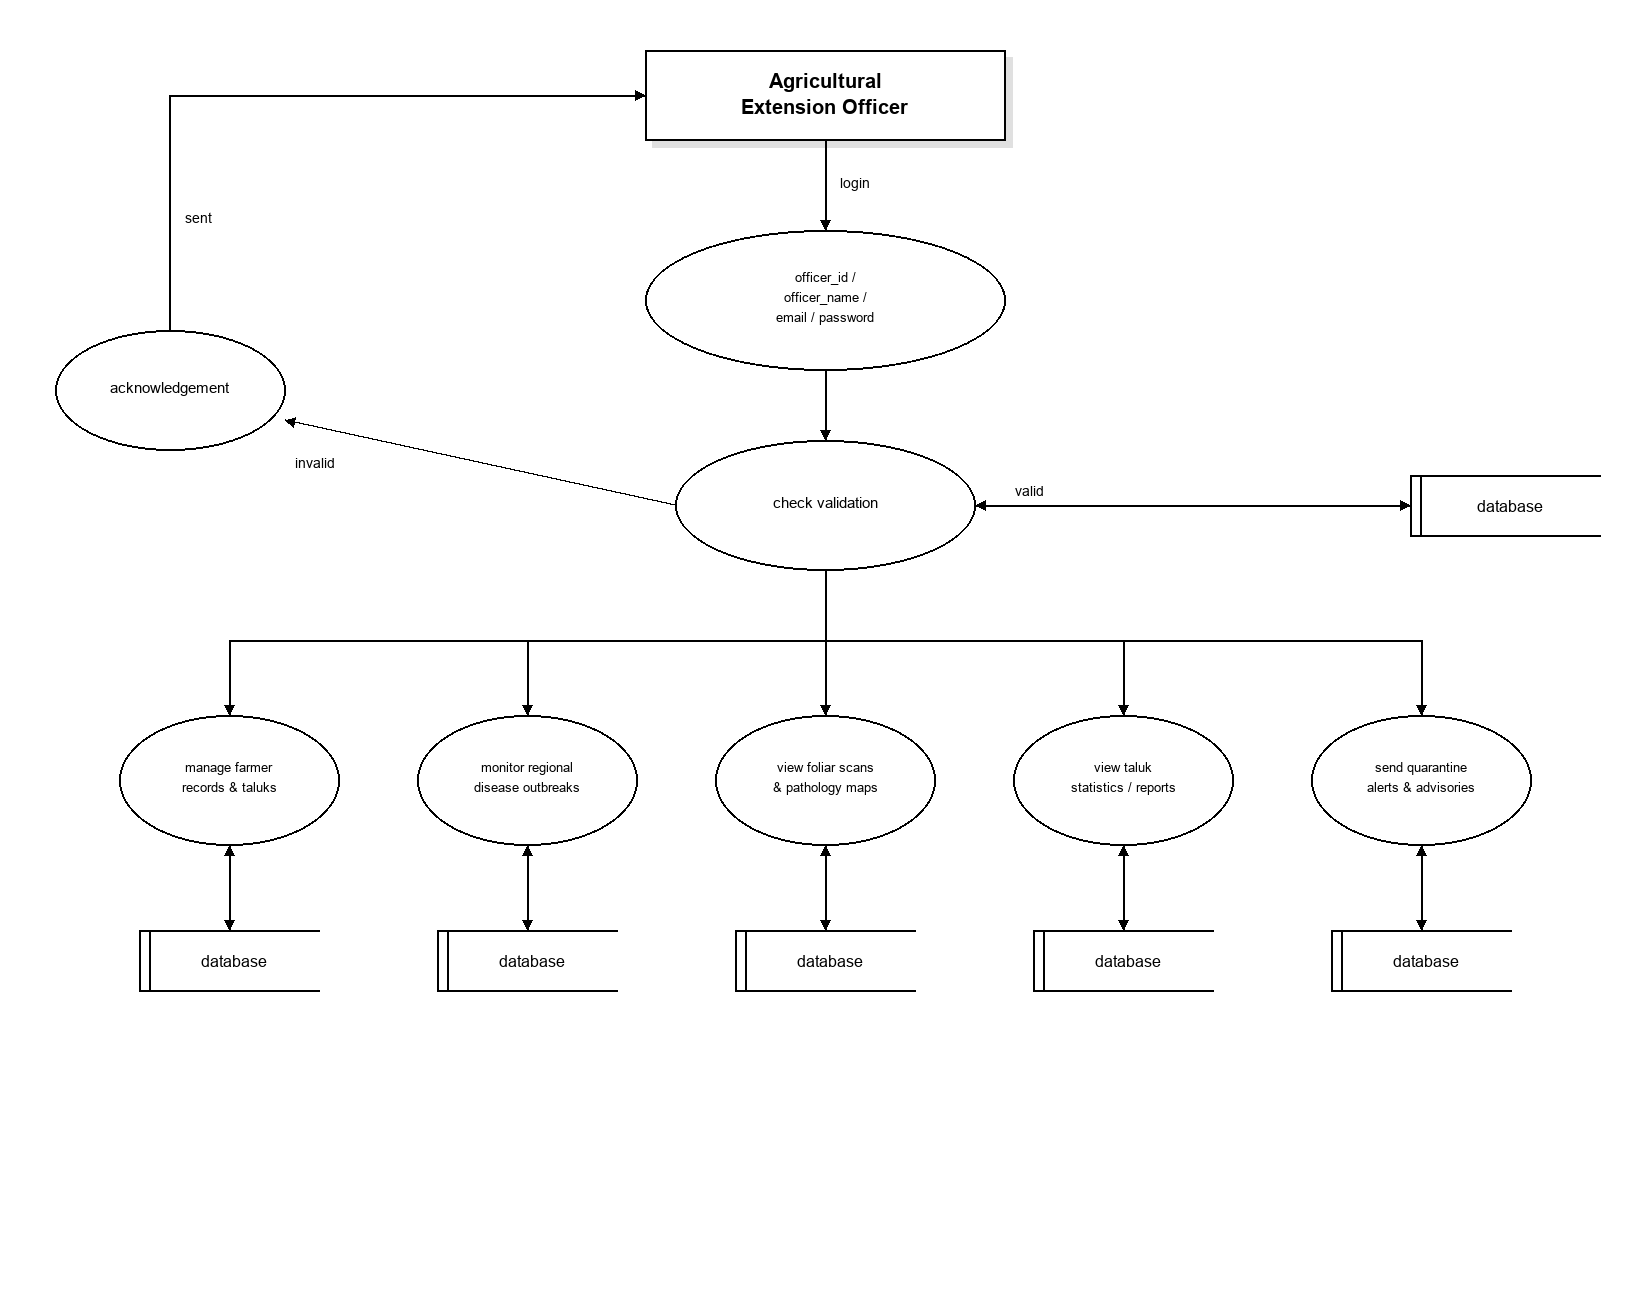 Agricultural
Extension Officer
login
sent
officer_id /
officer_name /
email / password
acknowledgement
invalid
check validation
valid
database
manage farmer
records & taluks
monitor regional
disease outbreaks
view foliar scans
& pathology maps
view taluk
statistics / reports
send quarantine
alerts & advisories
database
database
database
database
database